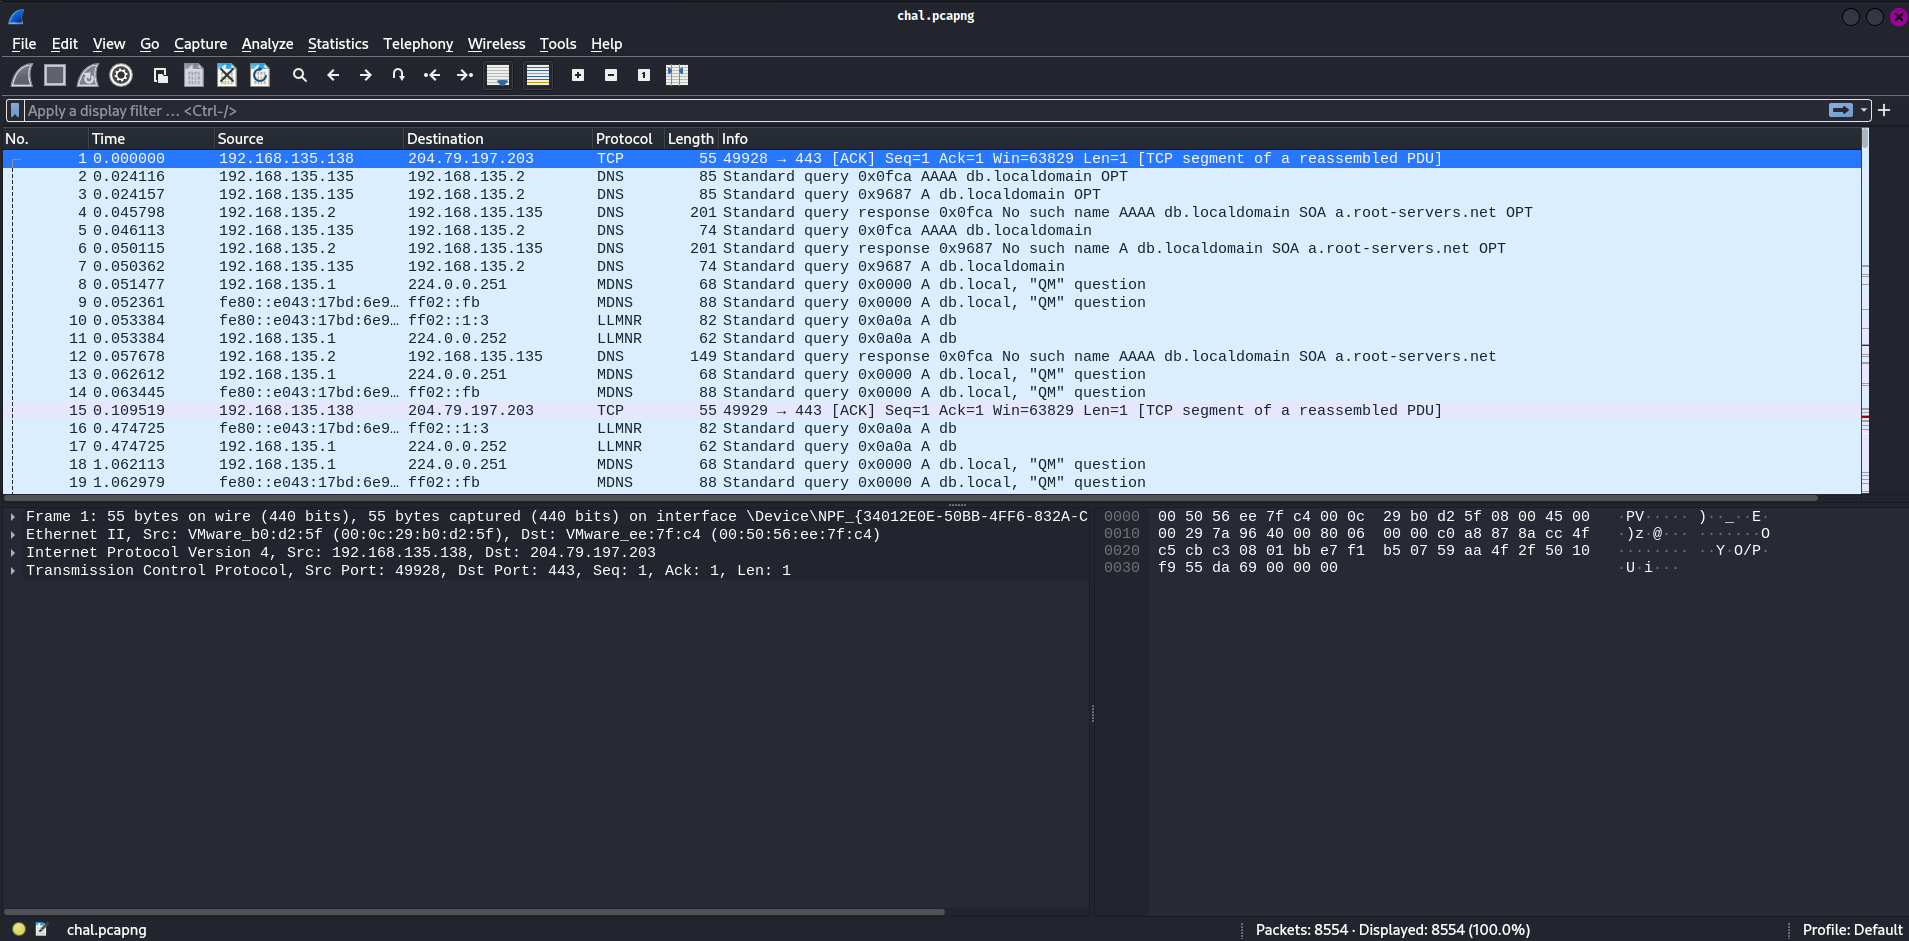 chal.pcapng
File Edit View Go Capture Analyze Statistics Telephony Wireless Tools Help
Apply a display filter … <Ctrl-/>
No. Time Source Destination Protocol Length Info
1 0.000000 192.168.135.138 204.79.197.203 TCP 55 49928 → 443 [ACK] Seq=1 Ack=1 Win=63829 Len=1 [TCP segment of a reassembled PDU]
2 0.024116 192.168.135.135 192.168.135.2 DNS 85 Standard query 0x0fca AAAA db.localdomain OPT
3 0.024157 192.168.135.135 192.168.135.2 DNS 85 Standard query 0x9687 A db.localdomain OPT
4 0.045798 192.168.135.2 192.168.135.135 DNS 201 Standard query response 0x0fca No such name AAAA db.localdomain SOA a.root-servers.net OPT
5 0.046113 192.168.135.135 192.168.135.2 DNS 74 Standard query 0x0fca AAAA db.localdomain
6 0.050115 192.168.135.2 192.168.135.135 DNS 201 Standard query response 0x9687 No such name A db.localdomain SOA a.root-servers.net OPT
7 0.050362 192.168.135.135 192.168.135.2 DNS 74 Standard query 0x9687 A db.localdomain
8 0.051477 192.168.135.1 224.0.0.251 MDNS 68 Standard query 0x0000 A db.local, "QM" question
9 0.052361 fe80::e043:17bd:6e9… ff02::fb MDNS 88 Standard query 0x0000 A db.local, "QM" question
10 0.053384 fe80::e043:17bd:6e9… ff02::1:3 LLMNR 82 Standard query 0x0a0a A db
11 0.053384 192.168.135.1 224.0.0.252 LLMNR 62 Standard query 0x0a0a A db
12 0.057678 192.168.135.2 192.168.135.135 DNS 149 Standard query response 0x0fca No such name AAAA db.localdomain SOA a.root-servers.net
13 0.062612 192.168.135.1 224.0.0.251 MDNS 68 Standard query 0x0000 A db.local, "QM" question
14 0.063445 fe80::e043:17bd:6e9… ff02::fb MDNS 88 Standard query 0x0000 A db.local, "QM" question
15 0.109519 192.168.135.138 204.79.197.203 TCP 55 49929 → 443 [ACK] Seq=1 Ack=1 Win=63829 Len=1 [TCP segment of a reassembled PDU]
16 0.474725 fe80::e043:17bd:6e9… ff02::1:3 LLMNR 82 Standard query 0x0a0a A db
17 0.474725 192.168.135.1 224.0.0.252 LLMNR 62 Standard query 0x0a0a A db
18 1.062113 192.168.135.1 224.0.0.251 MDNS 68 Standard query 0x0000 A db.local, "QM" question
19 1.062979 fe80::e043:17bd:6e9… ff02::fb MDNS 88 Standard query 0x0000 A db.local, "QM" question
Frame 1: 55 bytes on wire (440 bits), 55 bytes captured (440 bits) on interface \Device\NPF_{34012E0E-50BB-4FF6-832A-C
Ethernet II, Src: VMware_b0:d2:5f (00:0c:29:b0:d2:5f), Dst: VMware_ee:7f:c4 (00:50:56:ee:7f:c4)
Internet Protocol Version 4, Src: 192.168.135.138, Dst: 204.79.197.203
Transmission Control Protocol, Src Port: 49928, Dst Port: 443, Seq: 1, Ack: 1, Len: 1
0000 00 50 56 ee 7f c4 00 0c 29 b0 d2 5f 08 00 45 00 ·PV····· )··_··E·
0010 00 29 7a 96 40 00 80 06 00 00 c0 a8 87 8a cc 4f ·)z·@··· ·······O
0020 c5 cb c3 08 01 bb e7 f1 b5 07 59 aa 4f 2f 50 10 ········ ··Y·O/P·
0030 f9 55 da 69 00 00 00 ·U·i···
chal.pcapng
Packets: 8554 · Displayed: 8554 (100.0%)
Profile: Default